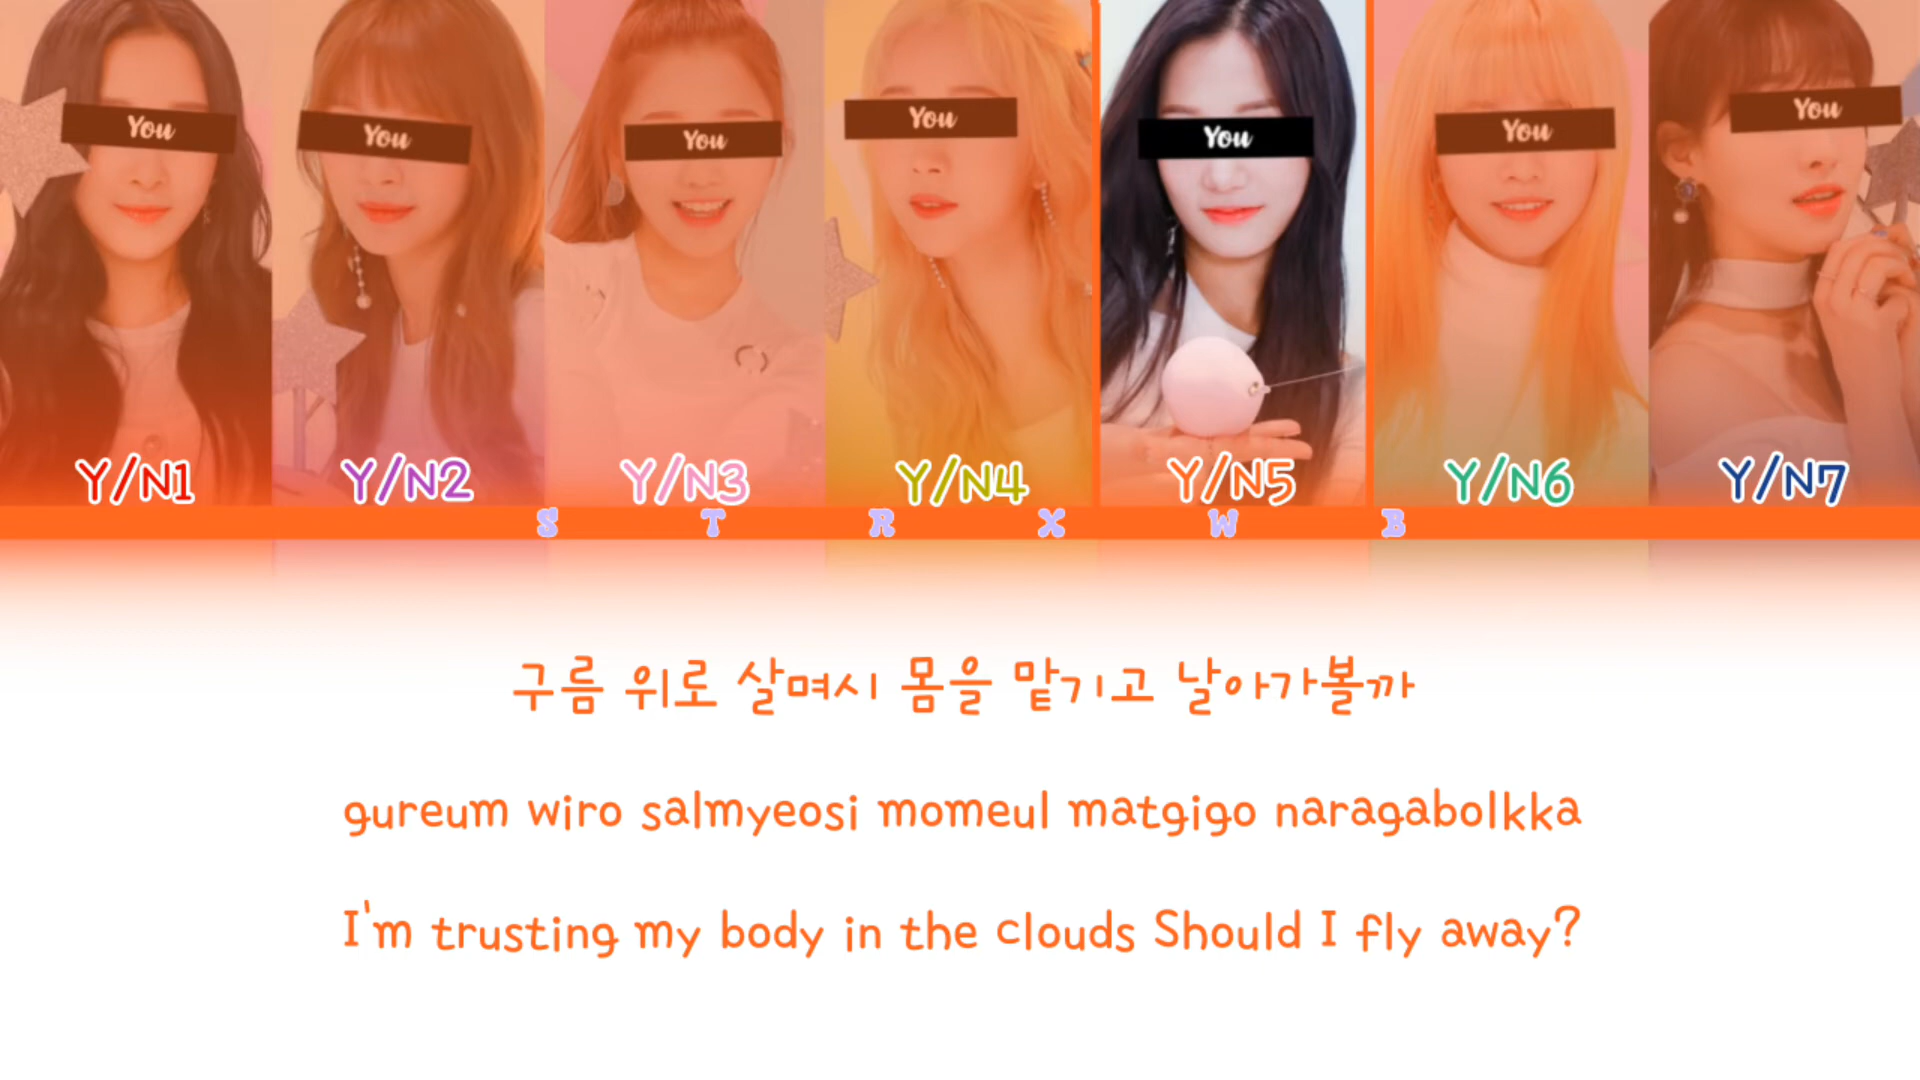 You You You You You You You
Y/N1 Y/N2 Y/N3 Y/N4 Y/N5 Y/N6 Y/N7
S T R X W B
구름 위로 살며시 몸을 맡기고 날아가볼까
gureum wiro salmyeosi momeul matgigo naragabolkka
I'm trusting my body in the clouds Should I fly away?